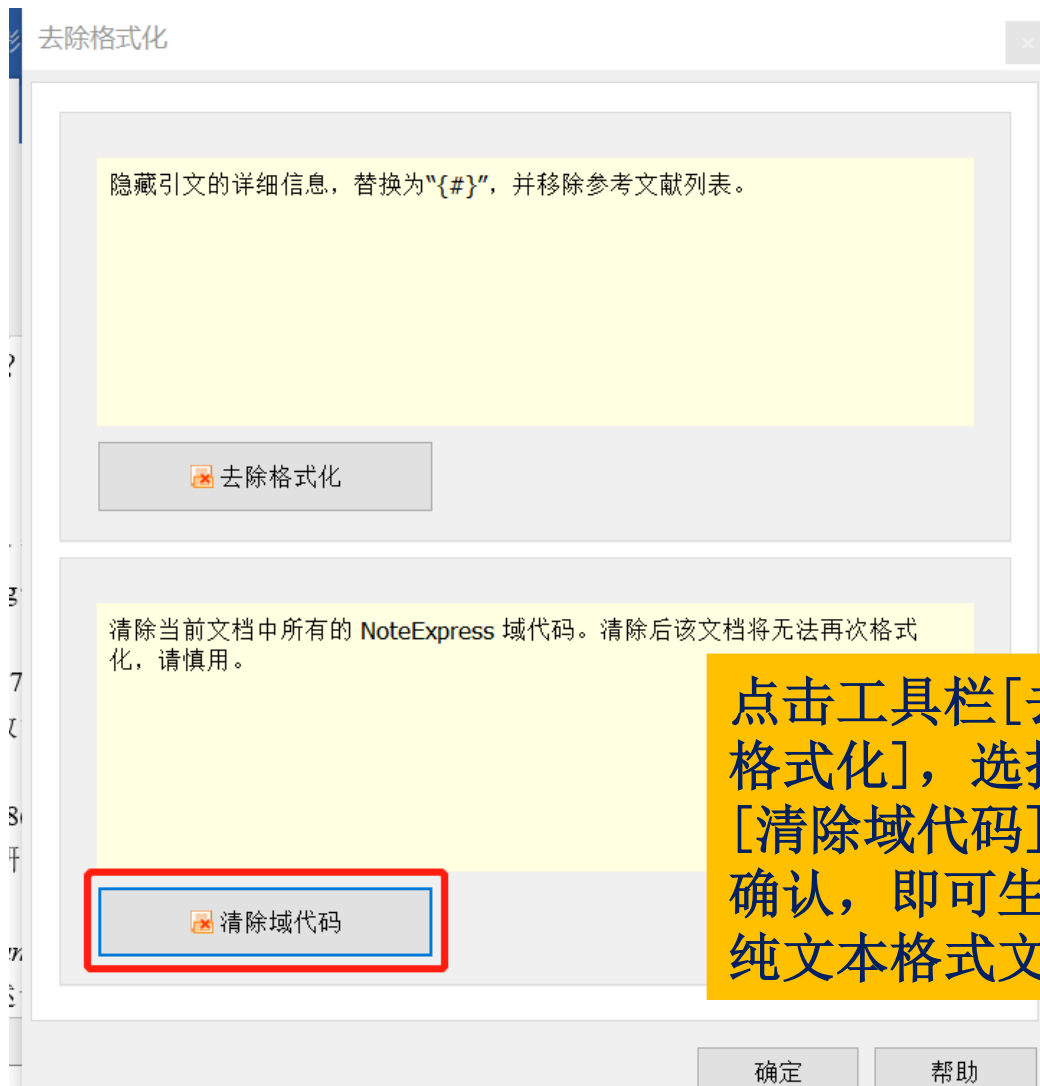 去除格式化
隐藏引文的详细信息，替换为“{#}”，并移除参考文献列表。
去除格式化
清除当前文档中所有的 NoteExpress 域代码。清除后该文档将无法再次格式
化，请慎用。
点击工具栏[
格式化]，选
[清除域代码]
确认，即可生
纯文本格式文
清除域代码
确定
帮助